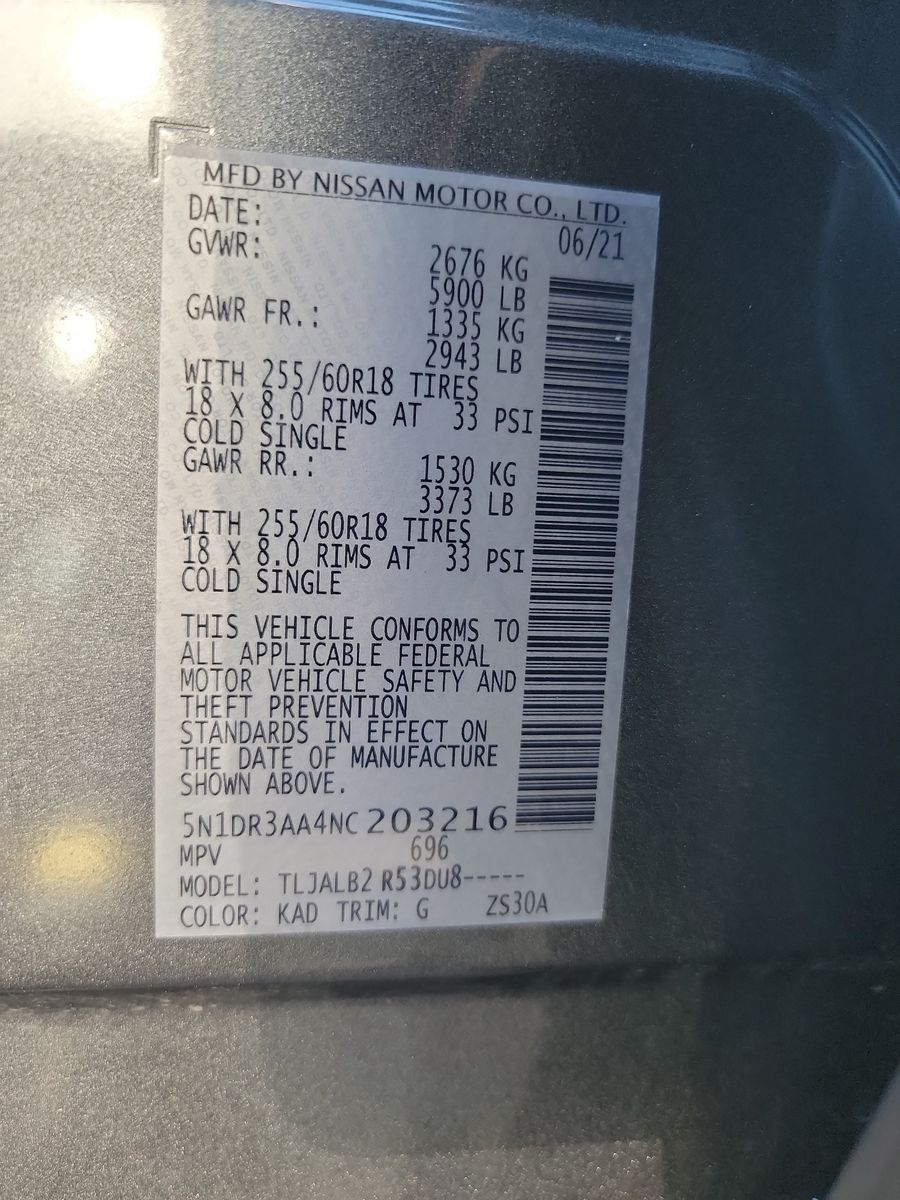 MFD BY NISSAN MOTOR CO., LTD.
DATE: 06/21
GVWR: 2676 KG
5900 LB
GAWR FR.: 1335 KG
2943 LB
WITH 255/60R18 TIRES
18 X 8.0 RIMS AT 33 PSI
COLD SINGLE
GAWR RR.: 1530 KG
3373 LB
WITH 255/60R18 TIRES
18 X 8.0 RIMS AT 33 PSI
COLD SINGLE
THIS VEHICLE CONFORMS TO
ALL APPLICABLE FEDERAL
MOTOR VEHICLE SAFETY AND
THEFT PREVENTION
STANDARDS IN EFFECT ON
THE DATE OF MANUFACTURE
SHOWN ABOVE.
5N1DR3AA4NC203216
MPV 696
MODEL: TLJALB2 R53DU8-----
COLOR: KAD TRIM: G ZS30A